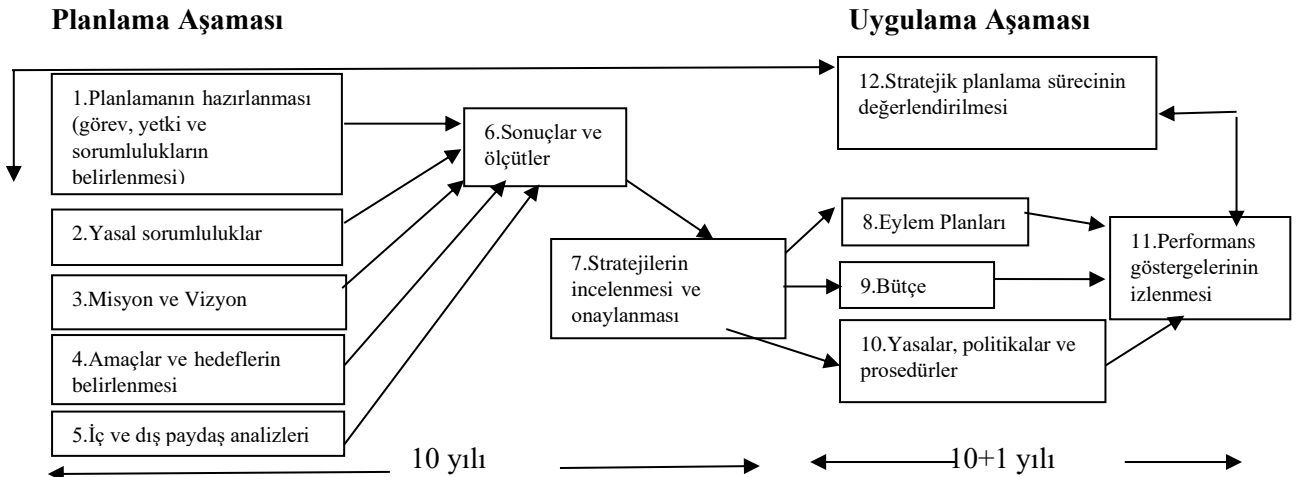 Planlama Aşaması
Uygulama Aşaması
1.Planlamanın hazırlanması
(görev, yetki ve
sorumlulukların
belirlenmesi)
2.Yasal sorumluluklar
3.Misyon ve Vizyon
4.Amaçlar ve hedeflerin
belirlenmesi
5.İç ve dış paydaş analizleri
6.Sonuçlar ve
ölçütler
7.Stratejilerin
incelenmesi ve
onaylanması
8.Eylem Planları
9.Bütçe
10.Yasalar, politikalar ve
prosedürler
11.Performans
göstergelerinin
izlenmesi
12.Stratejik planlama sürecinin
değerlendirilmesi
10 yılı
10+1 yılı